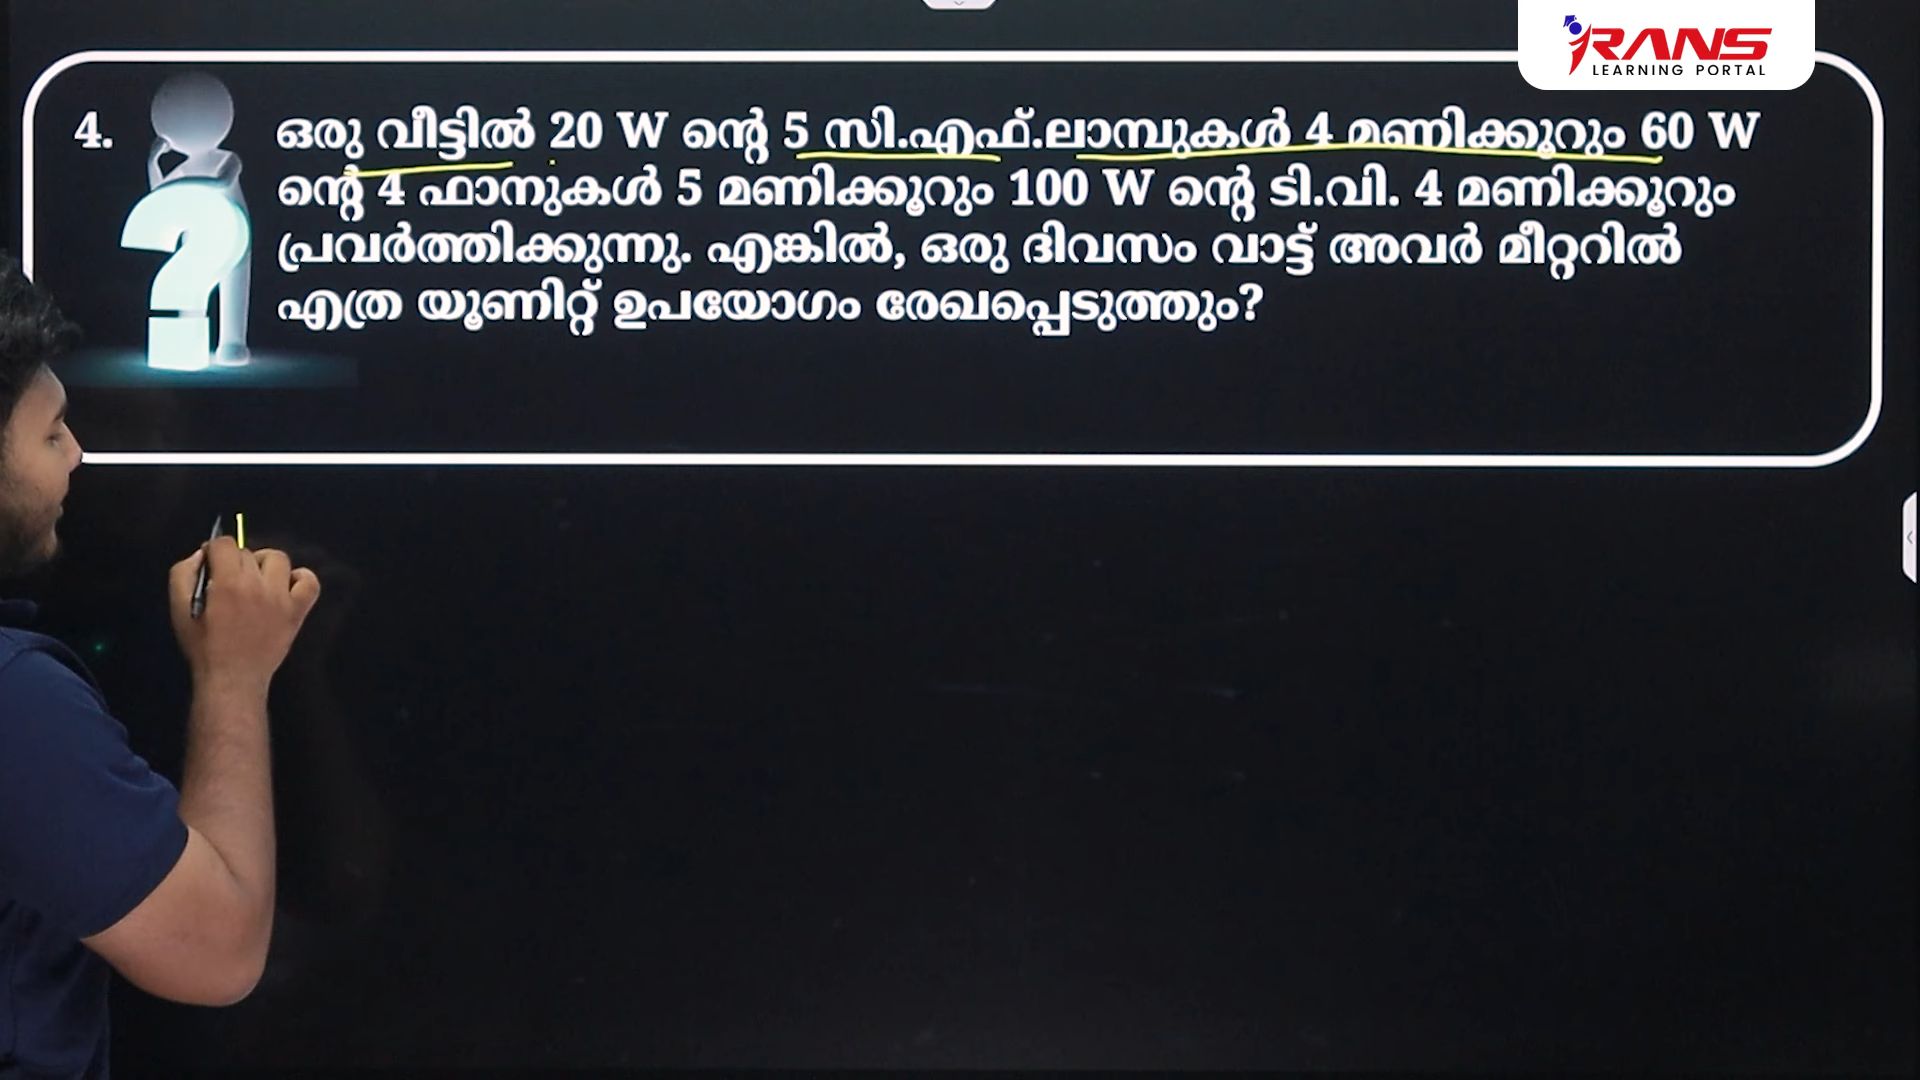 RANS
LEARNING PORTAL
4. ഒരു വീട്ടിൽ 20 W ന്റെ 5 സി.എഫ്.ലാമ്പുകൾ 4 മണിക്കൂറും 60 W
ന്റെ 4 ഫാനുകൾ 5 മണിക്കൂറും 100 W ന്റെ ടി.വി. 4 മണിക്കൂറും
പ്രവർത്തിക്കുന്നു. എങ്കിൽ, ഒരു ദിവസം വാട്ട് അവർ മീറ്ററിൽ
എത്ര യൂണിറ്റ് ഉപയോഗം രേഖപ്പെടുത്തും?